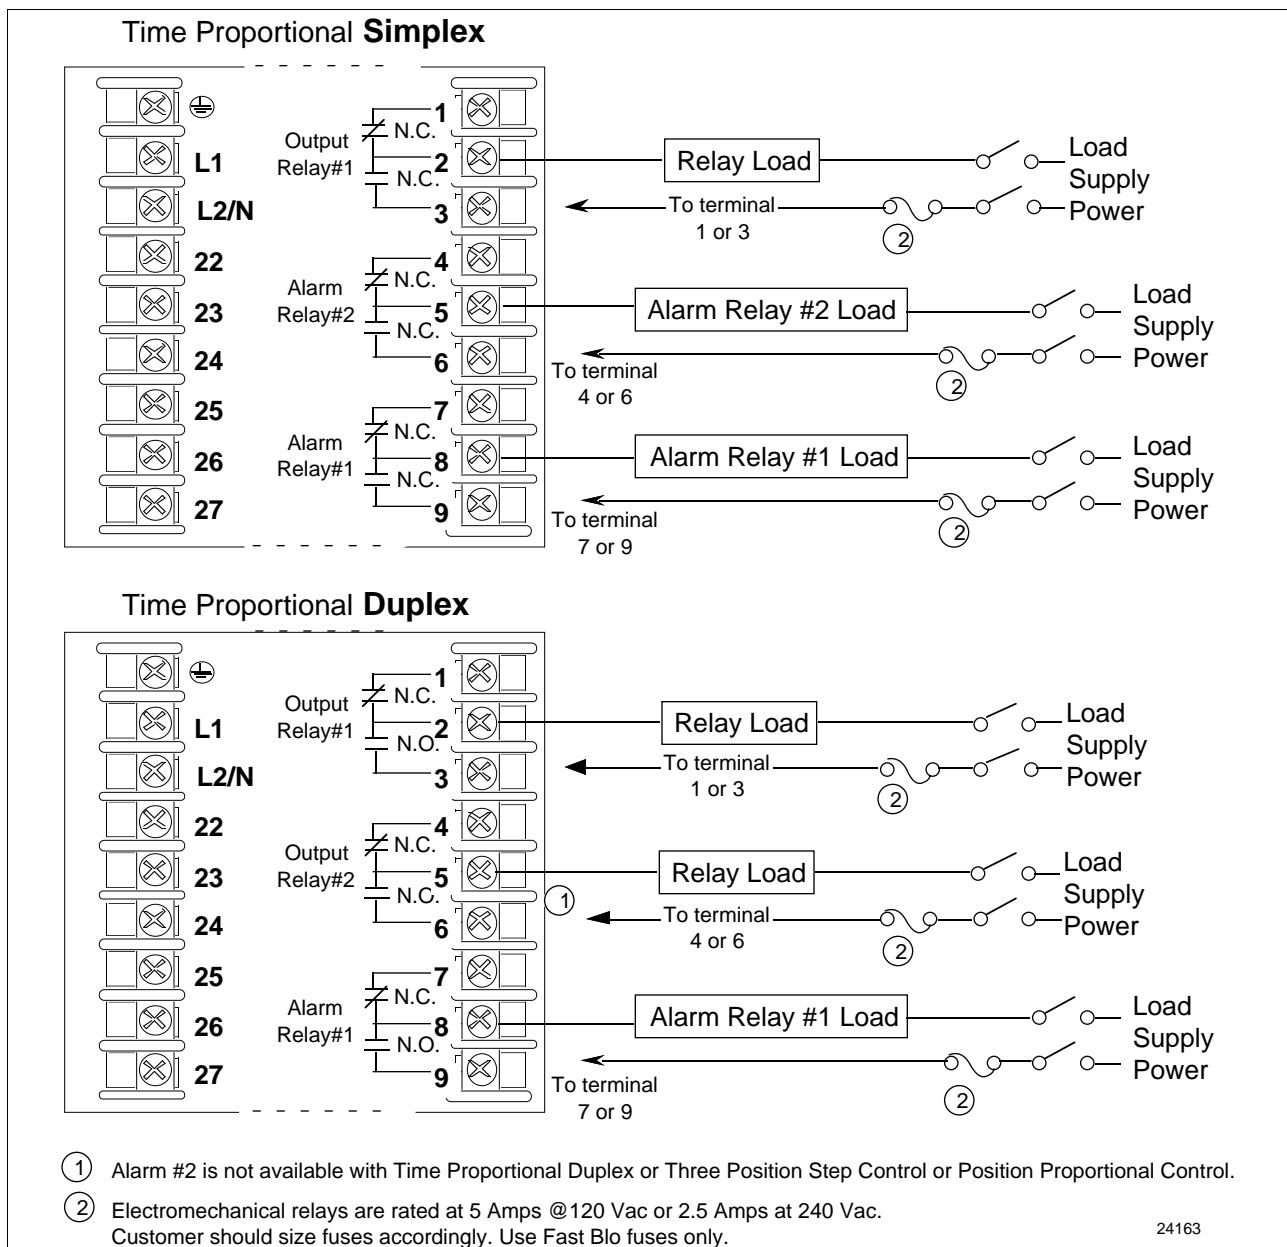 Time Proportional Simplex
L1
L2/N
22
23
24
25
26
27
Output
Relay#1
N.C.
N.C.
1
2
3
Alarm
Relay#2
N.C.
N.C.
4
5
6
Alarm
Relay#1
N.C.
N.C.
7
8
9
Relay Load
Load
Supply
Power
To terminal
1 or 3
2
Alarm Relay #2 Load
Load
Supply
Power
To terminal
4 or 6
2
Alarm Relay #1 Load
Load
Supply
Power
To terminal
7 or 9
2
Time Proportional Duplex
L1
L2/N
22
23
24
25
26
27
Output
Relay#1
N.C.
N.O.
1
2
3
Output
Relay#2
N.C.
N.O.
4
5
6
Alarm
Relay#1
N.C.
N.O.
7
8
9
Relay Load
Load
Supply
Power
To terminal
1 or 3
2
Relay Load
Load
Supply
Power
1
To terminal
4 or 6
2
Alarm Relay #1 Load
Load
Supply
Power
To terminal
7 or 9
2
1 Alarm #2 is not available with Time Proportional Duplex or Three Position Step Control or Position Proportional Control.
2 Electromechanical relays are rated at 5 Amps @120 Vac or 2.5 Amps at 240 Vac.
Customer should size fuses accordingly. Use Fast Blo fuses only.
24163